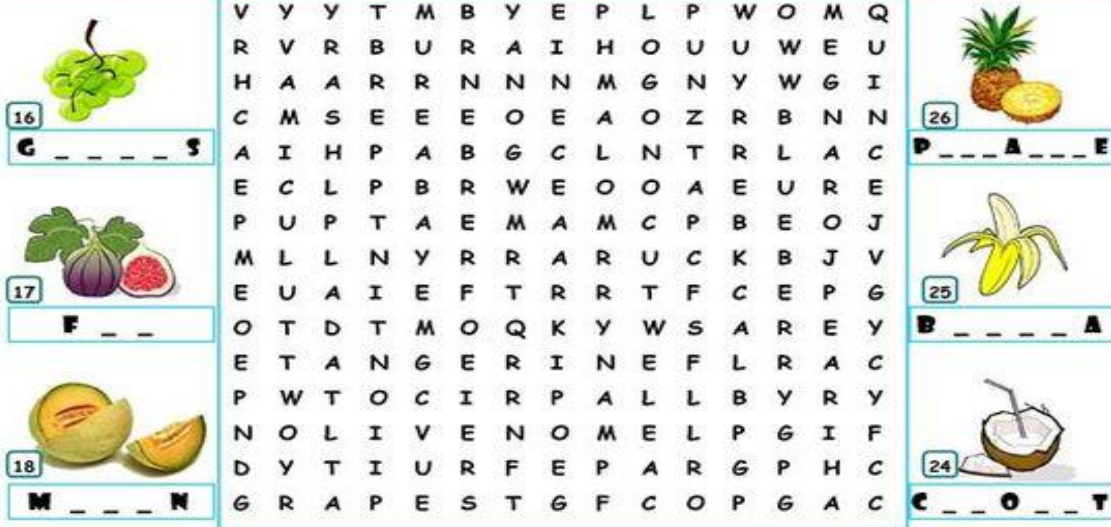 V Y Y T M B Y E P L P W O M Q
R V R B U R A I H O U U W E U
H A A R R N N N M G N Y W G I
16
C M S E E E O E A O Z R B N N
26
G _ _ _ _ S
A I H P A B G C L N T R L A C
P _ _ _ A _ _ _ E
E C L P B R W E O O A E U R E
P U P T A E M A M C P B E O J
M L L N Y R R A R U C K B J V
17
E U A I E F T R R T F C E P G
25
F _ _
O T D T M O Q K Y W S A R E Y
B _ _ _ _ A
E T A N G E R I N E F L R A C
P W T O C I R P A L L B Y R Y
N O L I V E N O M E L P G I F
18
D Y T I U R F E P A R G P H C
24
M _ _ _ N
G R A P E S T G F C O P G A C
C _ _ O _ _ T